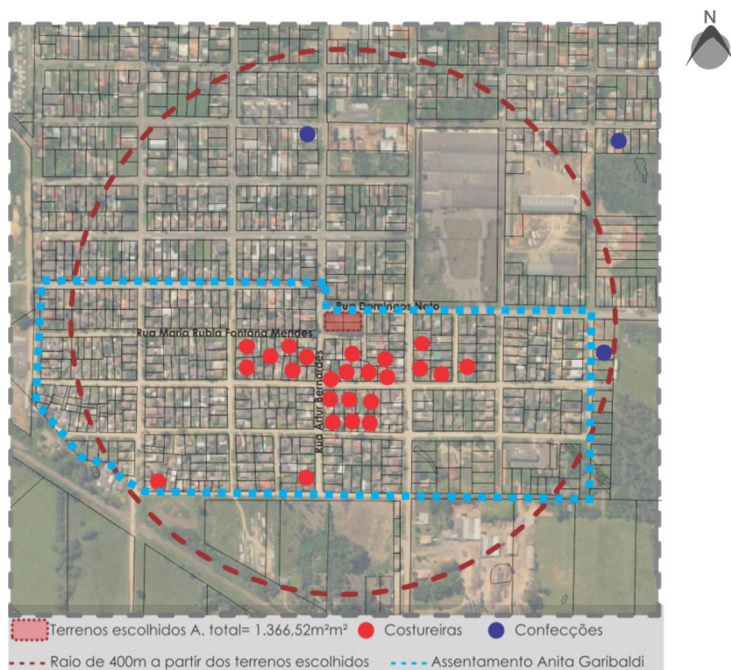 N
Rua Domingos Neto
Rua Maria Rubia Fontana Mendes
Rua Artur Bernardes
Terrenos escolhidos A. total= 1.366,52m²m² Costureiras Confecções
Raio de 400m a partir dos terrenos escolhidos Assentamento Anita Garibaldi